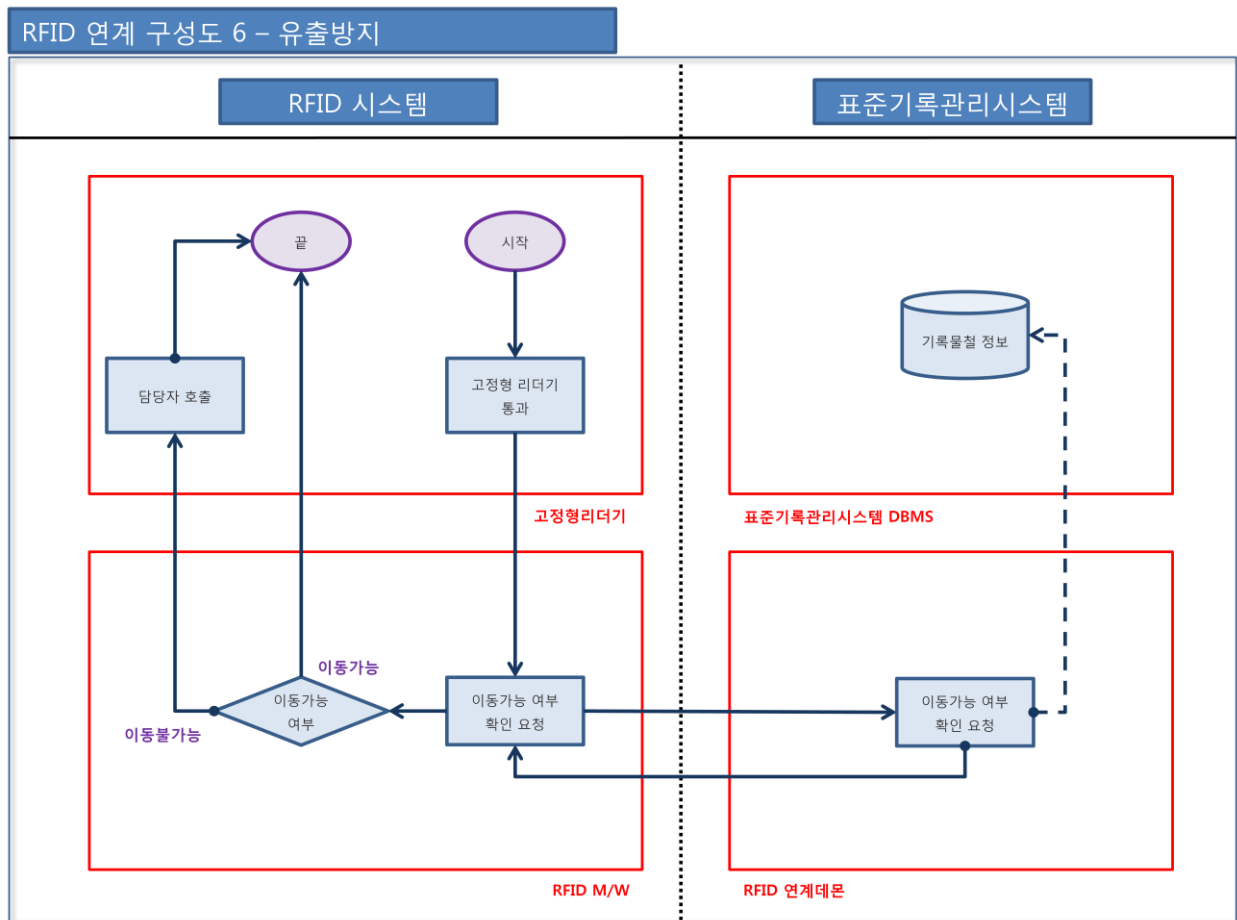 RFID 연계 구성도 6 – 유출방지
RFID 시스템
표준기록관리시스템
끝
시작
기록물철 정보
담당자 호출
고정형 리더기
통과
고정형리더기
표준기록관리시스템 DBMS
이동가능
이동가능
여부
이동불가능
이동가능 여부
확인 요청
이동가능 여부
확인 요청
RFID M/W
RFID 연계데몬